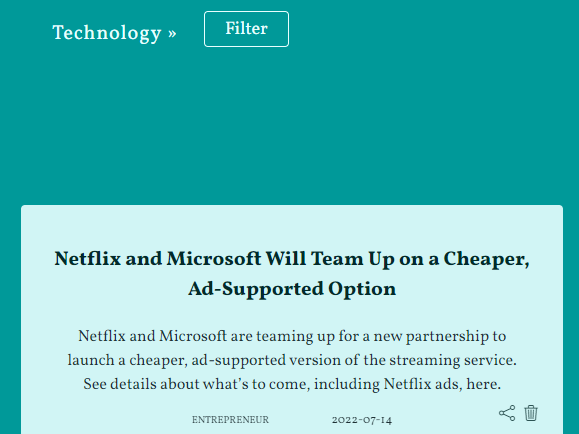 Technology » Filter
Netflix and Microsoft Will Team Up on a Cheaper,
Ad-Supported Option
Netflix and Microsoft are teaming up for a new partnership to
launch a cheaper, ad-supported version of the streaming service.
See details about what’s to come, including Netflix ads, here.
ENTREPRENEUR 2022-07-14